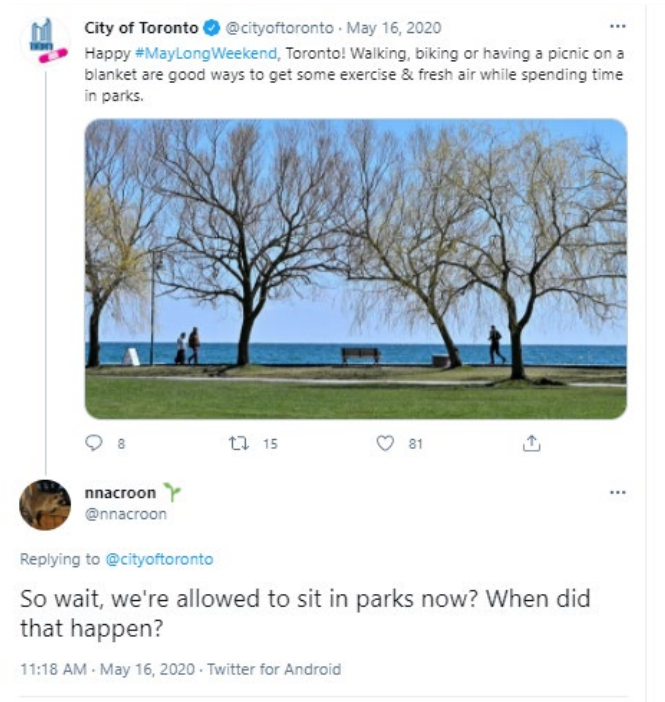 City of Toronto @cityoftoronto · May 16, 2020
Happy #MayLongWeekend, Toronto! Walking, biking or having a picnic on a
blanket are good ways to get some exercise & fresh air while spending time
in parks.
8 15 81
nnacroon
@nnacroon
Replying to @cityoftoronto
So wait, we're allowed to sit in parks now? When did
that happen?
11:18 AM · May 16, 2020 · Twitter for Android